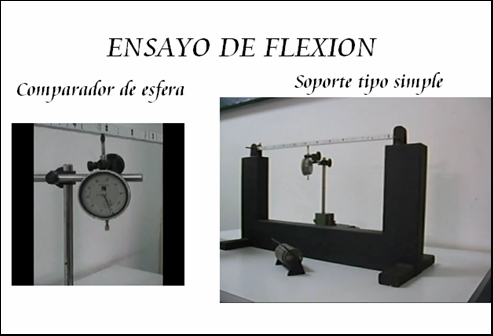 ENSAYO DE FLEXION
Comparador de esfera
Soporte tipo simple